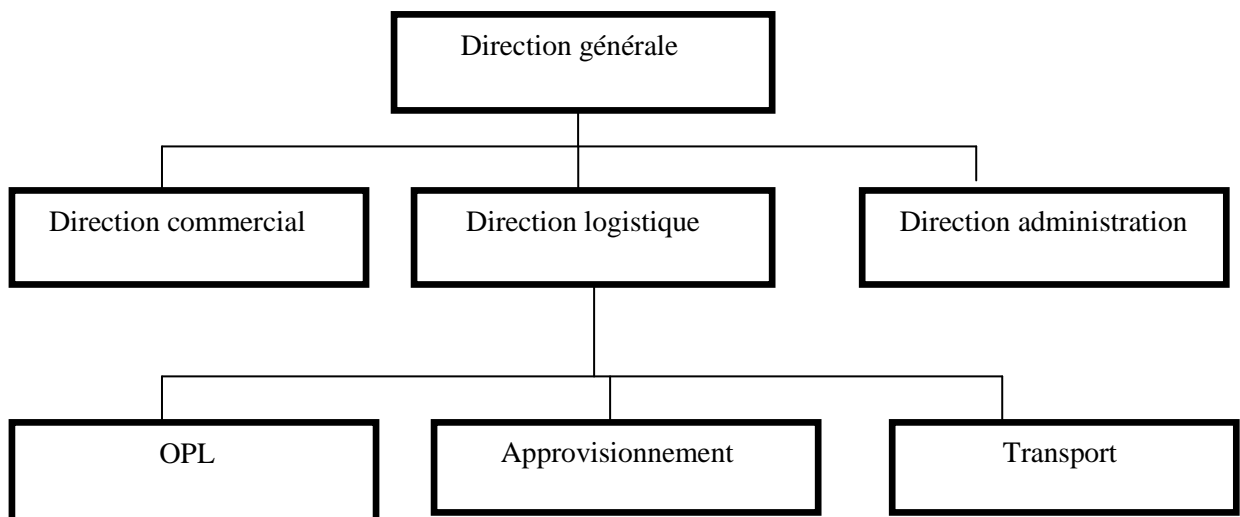 Direction générale
Direction commercial
Direction logistique
Direction administration
OPL
Approvisionnement
Transport